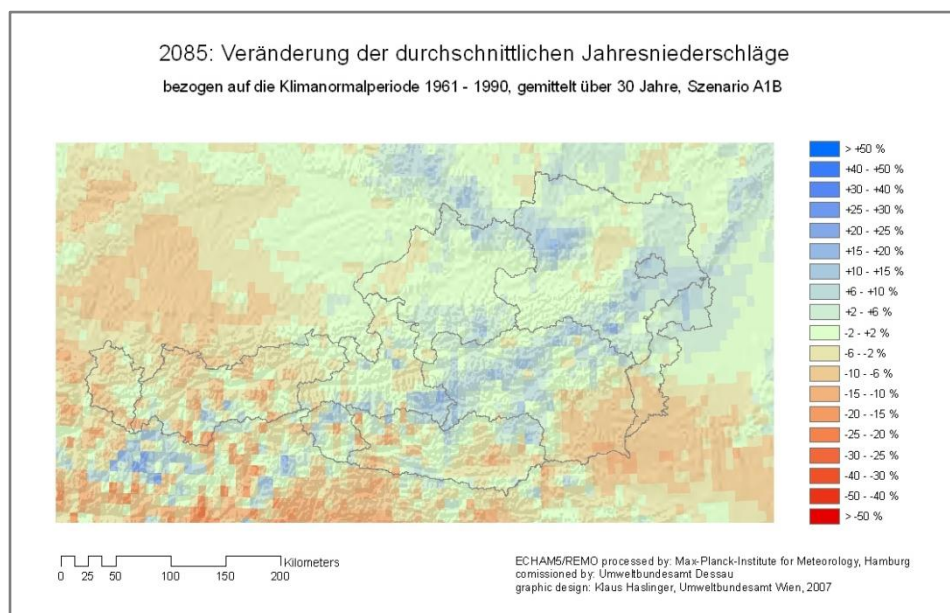 2085: Veränderung der durchschnittlichen Jahresniederschläge
bezogen auf die Klimanormalperiode 1961 - 1990, gemittelt über 30 Jahre, Szenario A1B
> +50 %
+40 - +50 %
+30 - +40%
+25 - +30%
+20 - +25%
+15 - +20%
+10 - +15%
+6 - +10 %
+2 - +6 %
-2 - +2 %
-6 - -2 %
-10 - -6 %
-15 - -10 %
-20 - -15 %
-25 - -20 %
-30 - -25 %
-40 - -30 %
-50 - -40 %
> -50 %
Kilometers
0 25 50 100 150 200
ECHAM5/REMO processed by: Max-Planck-Institute for Meteorology, Hamburg
comissioned by: Umweltbundesamt Dessau
graphic design: Klaus Haslinger, Umweltbundesamt Wien, 2007